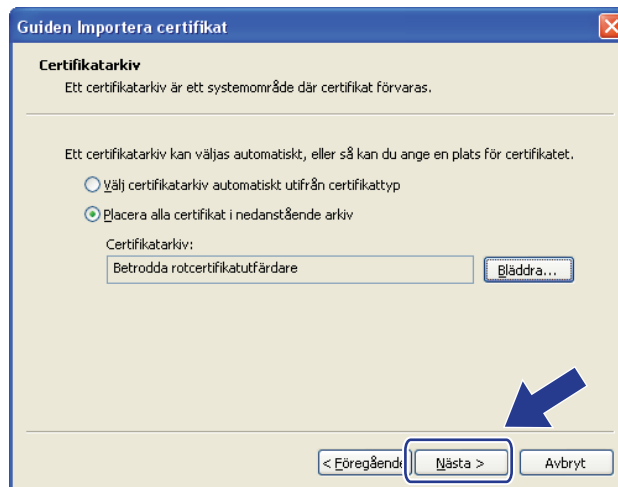 Guiden Importera certifikat
Certifikatarkiv
Ett certifikatarkiv är ett systemområde där certifikat förvaras.
Ett certifikatarkiv kan väljas automatiskt, eller så kan du ange en plats för certifikatet.
Välj certifikatarkiv automatiskt utifrån certifikattyp
Placera alla certifikat i nedanstående arkiv
Certifikatarkiv:
Betrodda rotcertifikatutfärdare
Bläddra...
< Föregående
Nästa >
Avbryt